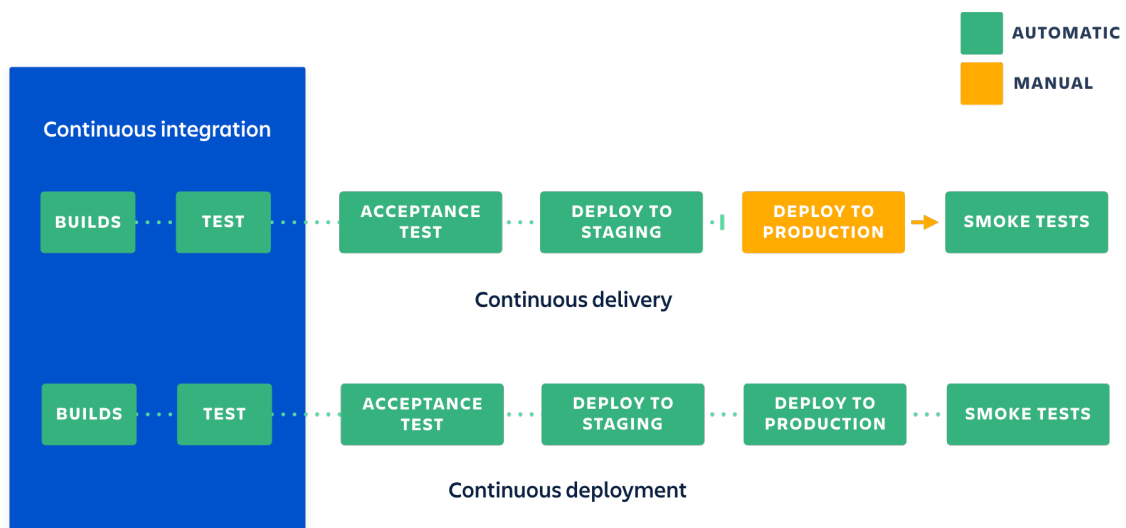 AUTOMATIC
MANUAL
Continuous integration
BUILDS
TEST
ACCEPTANCE
TEST
DEPLOY TO
STAGING
DEPLOY TO
PRODUCTION
SMOKE TESTS
Continuous delivery
BUILDS
TEST
ACCEPTANCE
TEST
DEPLOY TO
STAGING
DEPLOY TO
PRODUCTION
SMOKE TESTS
Continuous deployment